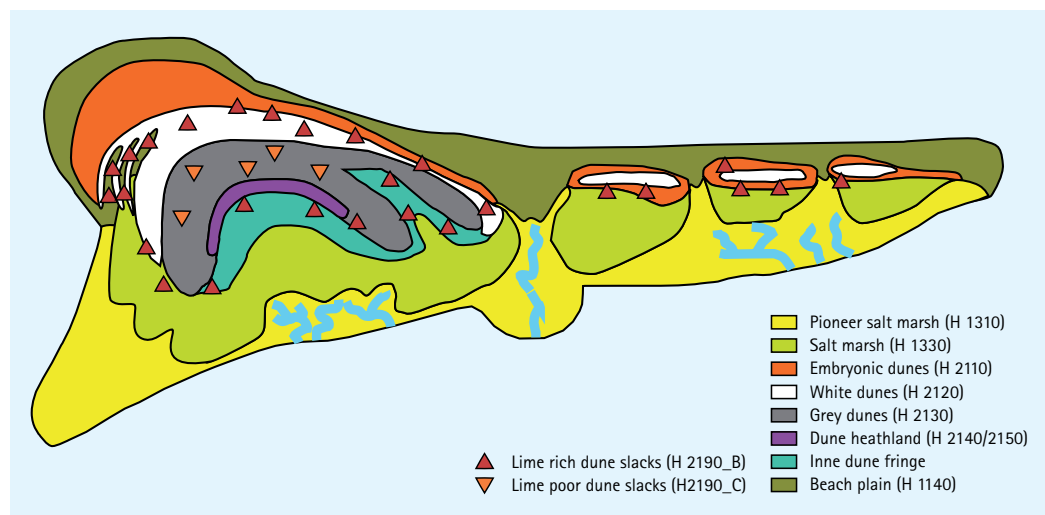 Pioneer salt marsh (H 1310)
Salt marsh (H 1330)
Embryonic dunes (H 2110)
White dunes (H 2120)
Grey dunes (H 2130)
Dune heathland (H 2140/2150)
Lime rich dune slacks (H 2190_B)
Inne dune fringe
Lime poor dune slacks (H2190_C)
Beach plain (H 1140)